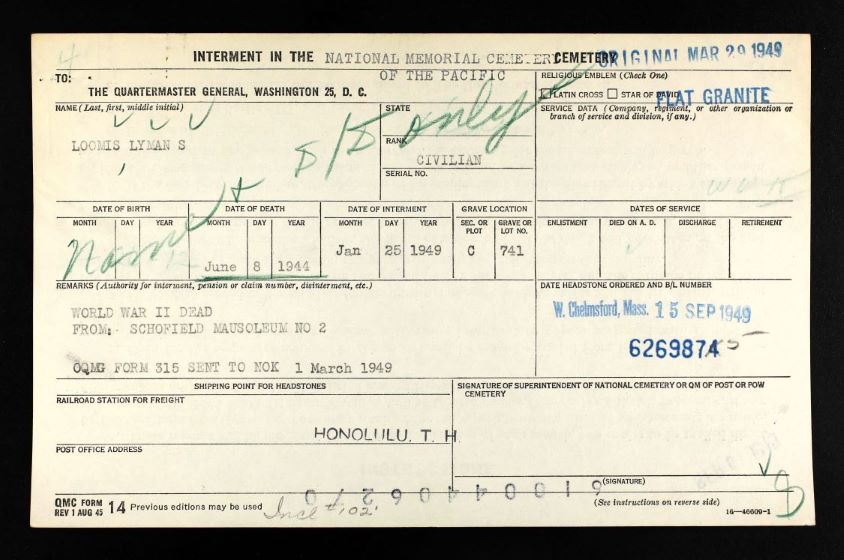 4
INTERMENT IN THE NATIONAL MEMORIAL CEMETERY CEMETERY ORIGINAL MAR 29 1949
OF THE PACIFIC
TO:
THE QUARTERMASTER GENERAL, WASHINGTON 25, D. C.
RELIGIOUS EMBLEM (Check One)
LATIN CROSS STAR OF DAVID
FLAT GRANITE
NAME (Last, first, middle initial)
LOOMIS LYMAN S
STATE
RANK
CIVILIAN
SERIAL NO.
SERVICE DATA (Company, regiment, or other organization or branch of service and division, if any.)
Name + S/S only
WW II
DATE OF BIRTH DATE OF DEATH DATE OF INTERMENT GRAVE LOCATION DATES OF SERVICE
MONTH DAY YEAR MONTH DAY YEAR MONTH DAY YEAR SEC. OR PLOT GRAVE OR LOT NO. ENLISTMENT DIED ON A. D. DISCHARGE RETIREMENT
June 8 1944 Jan 25 1949 C 741
REMARKS (Authority for interment, pension or claim number, disinterment, etc.)
WORLD WAR II DEAD
FROM: SCHOFIELD MAUSOLEUM NO 2
OQMG FORM 315 SENT TO NOK 1 March 1949
DATE HEADSTONE ORDERED AND B/L NUMBER
W. Chelmsford, Mass. 15 SEP 1949
6269874
SHIPPING POINT FOR HEADSTONES
RAILROAD STATION FOR FREIGHT
HONOLULU, T. H.
POST OFFICE ADDRESS
SIGNATURE OF SUPERINTENDENT OF NATIONAL CEMETERY OR QM OF POST OR POW CEMETERY
(SIGNATURE)
QMC FORM
REV 1 AUG 45 14 Previous editions may be used
Incl # 102
(See instructions on reverse side)
16—46609-1